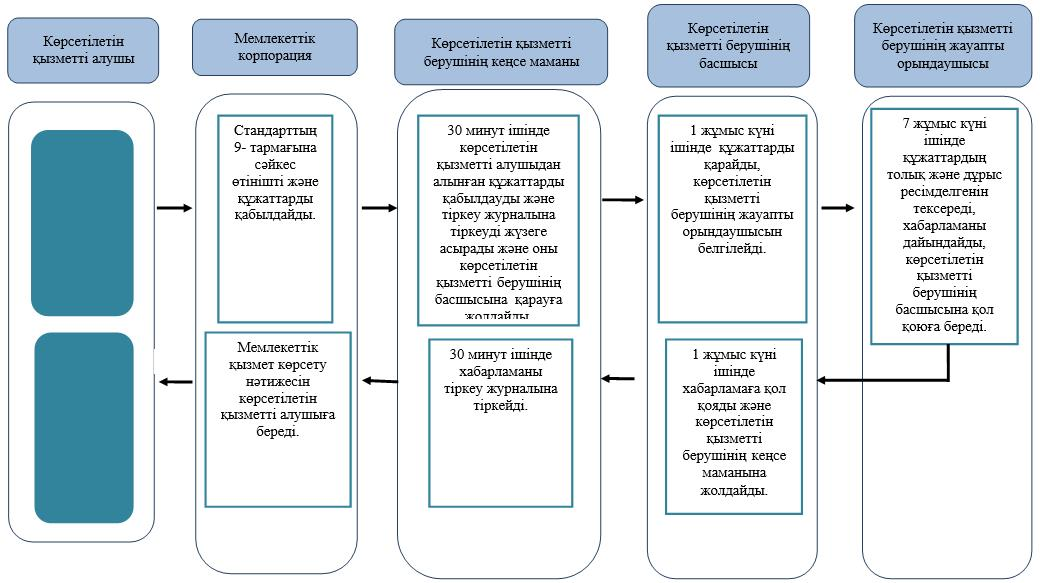 Көрсетілетін
қызметті алушы
Мемлекеттік
корпорация
Көрсетілетін қызметті
берушінің кеңсе маманы
Көрсетілетін
қызметті берушінің
басшысы
Көрсетілетін қызметті
берушінің жауапты
орындаушысы
Стандарттың
9- тармағына
сәйкес
өтінішті және
құжаттарды
қабылдайды.
30 минут ішінде
көрсетілетін
қызметті алушыдан
алынған құжаттарды
қабылдауды және
тіркеу журналына
тіркеуді жүзеге
асырады және оны
көрсетілетін
қызметті берушінің
басшысына қарауға
жолдайды
1 жұмыс күні
ішінде құжаттарды
қарайды,
көрсетілетін
қызметті
берушінің жауапты
орындаушысын
белгілейді.
7 жұмыс күні
ішінде
құжаттардың
толық және дұрыс
ресімделгенін
тексереді,
хабарламаны
дайындайды,
көрсетілетін
қызметті
берушінің
басшысына қол
қоюға береді.
Мемлекеттік
қызмет көрсету
нәтижесін
көрсетілетін
қызметті алушыға
береді.
30 минут ішінде
хабарламаны
тіркеу журналына
тіркейді.
1 жұмыс күні
ішінде
хабарламаға қол
қояды және
көрсетілетін
қызметті
берушінің кеңсе
маманына
жолдайды.